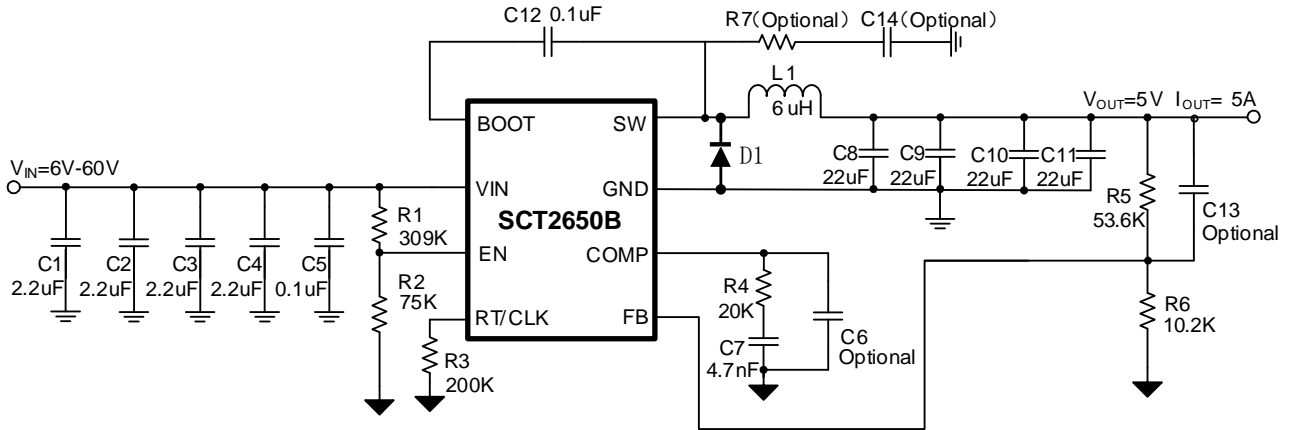 C12 0.1uF
R7(Optional) C14(Optional)
L1
6uH
VOUT=5V IOUT= 5A
BOOT
SW
D1
C8
22uF
C9
22uF
C10
22uF
C11
22uF
R5
53.6K
C13
Optional
VIN=6V-60V
VIN
GND
SCT2650B
R1
309K
EN
COMP
C1
2.2uF
C2
2.2uF
C3
2.2uF
C4
2.2uF
C5
0.1uF
R2
75K
RT/CLK
FB
R3
200K
R4
20K
C7
4.7nF
C6
Optional
R6
10.2K